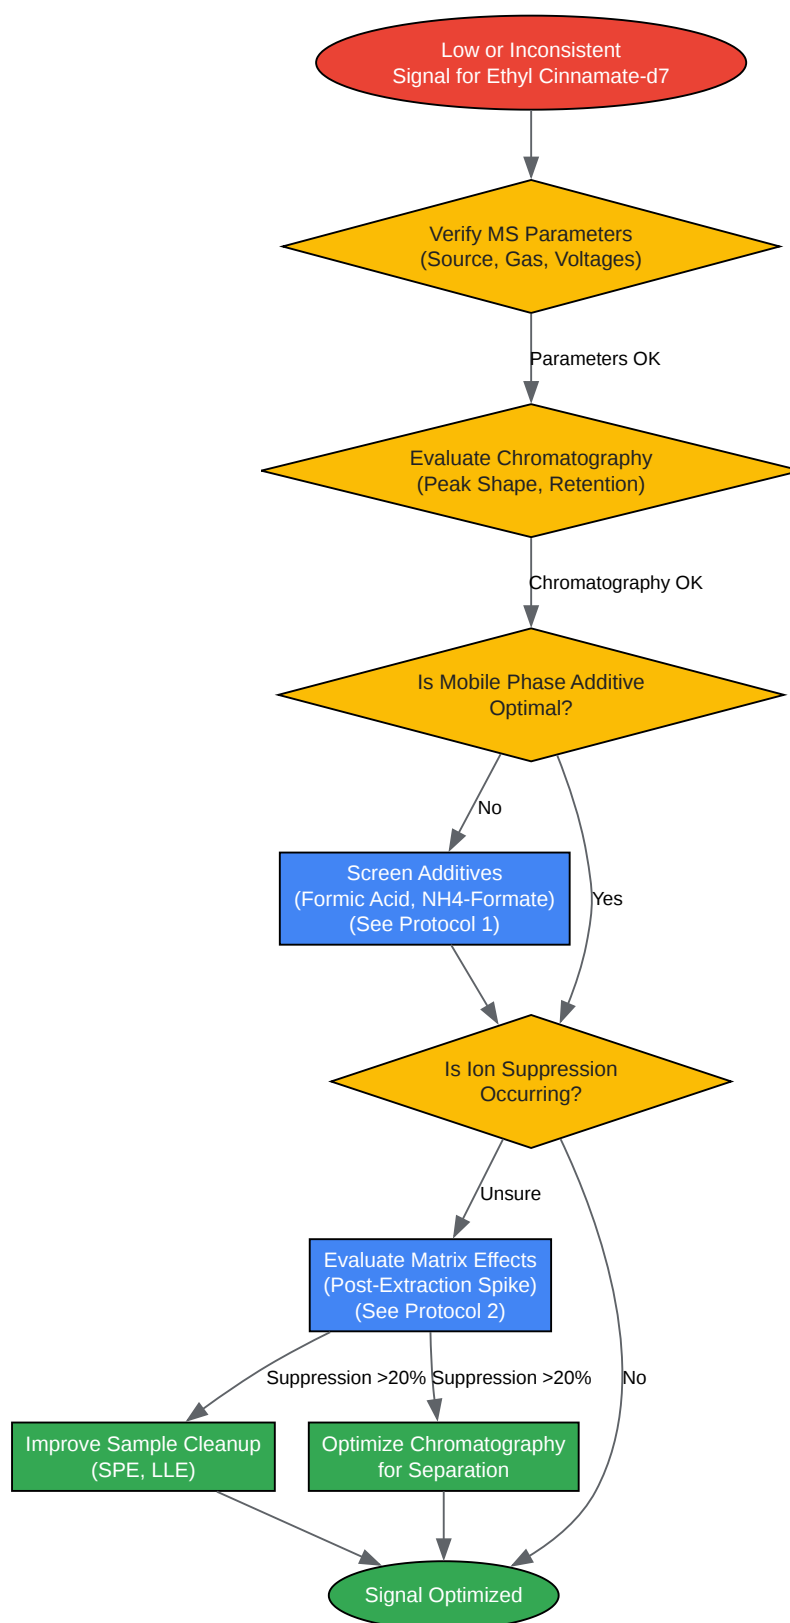 Low or Inconsistent
Signal for Ethyl Cinnamate-d7
Verify MS Parameters
(Source, Gas, Voltages)
Parameters OK
Evaluate Chromatography
(Peak Shape, Retention)
Chromatography OK
Is Mobile Phase Additive
Optimal?
No
Screen Additives
(Formic Acid, NH4-Formate)
(See Protocol 1)
Yes
Is Ion Suppression
Occurring?
Unsure
Evaluate Matrix Effects
(Post-Extraction Spike)
(See Protocol 2)
Suppression >20%
Suppression >20%
No
Improve Sample Cleanup
(SPE, LLE)
Optimize Chromatography
for Separation
Signal Optimized